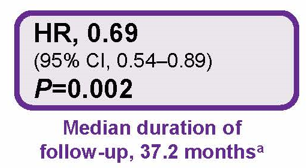 HR, 0.69
(95% CI, 0.54–0.89)
P=0.002
Median duration of
follow-up, 37.2 monthsᵃ